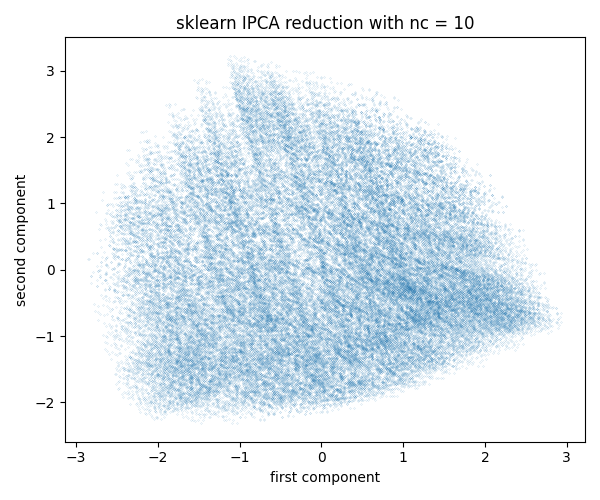 sklearn IPCA reduction with nc = 10
second component
3
2
1
0
−1
−2
−3 −2 −1 0 1 2 3
first component